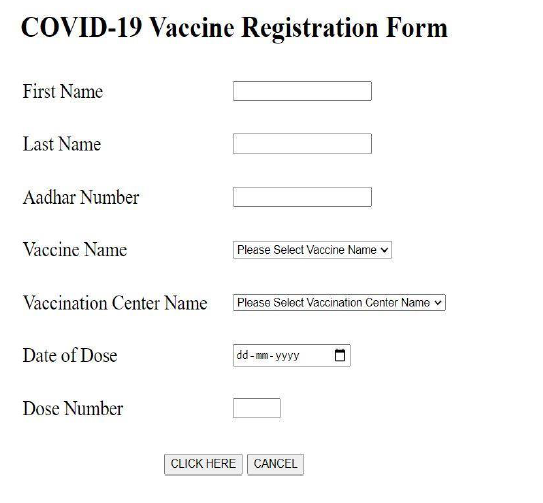 COVID-19 Vaccine Registration Form
First Name
Last Name
Aadhar Number
Vaccine Name Please Select Vaccine Name
Vaccination Center Name Please Select Vaccination Center Name
Date of Dose dd-mm-yyyy
Dose Number
CLICK HERE CANCEL